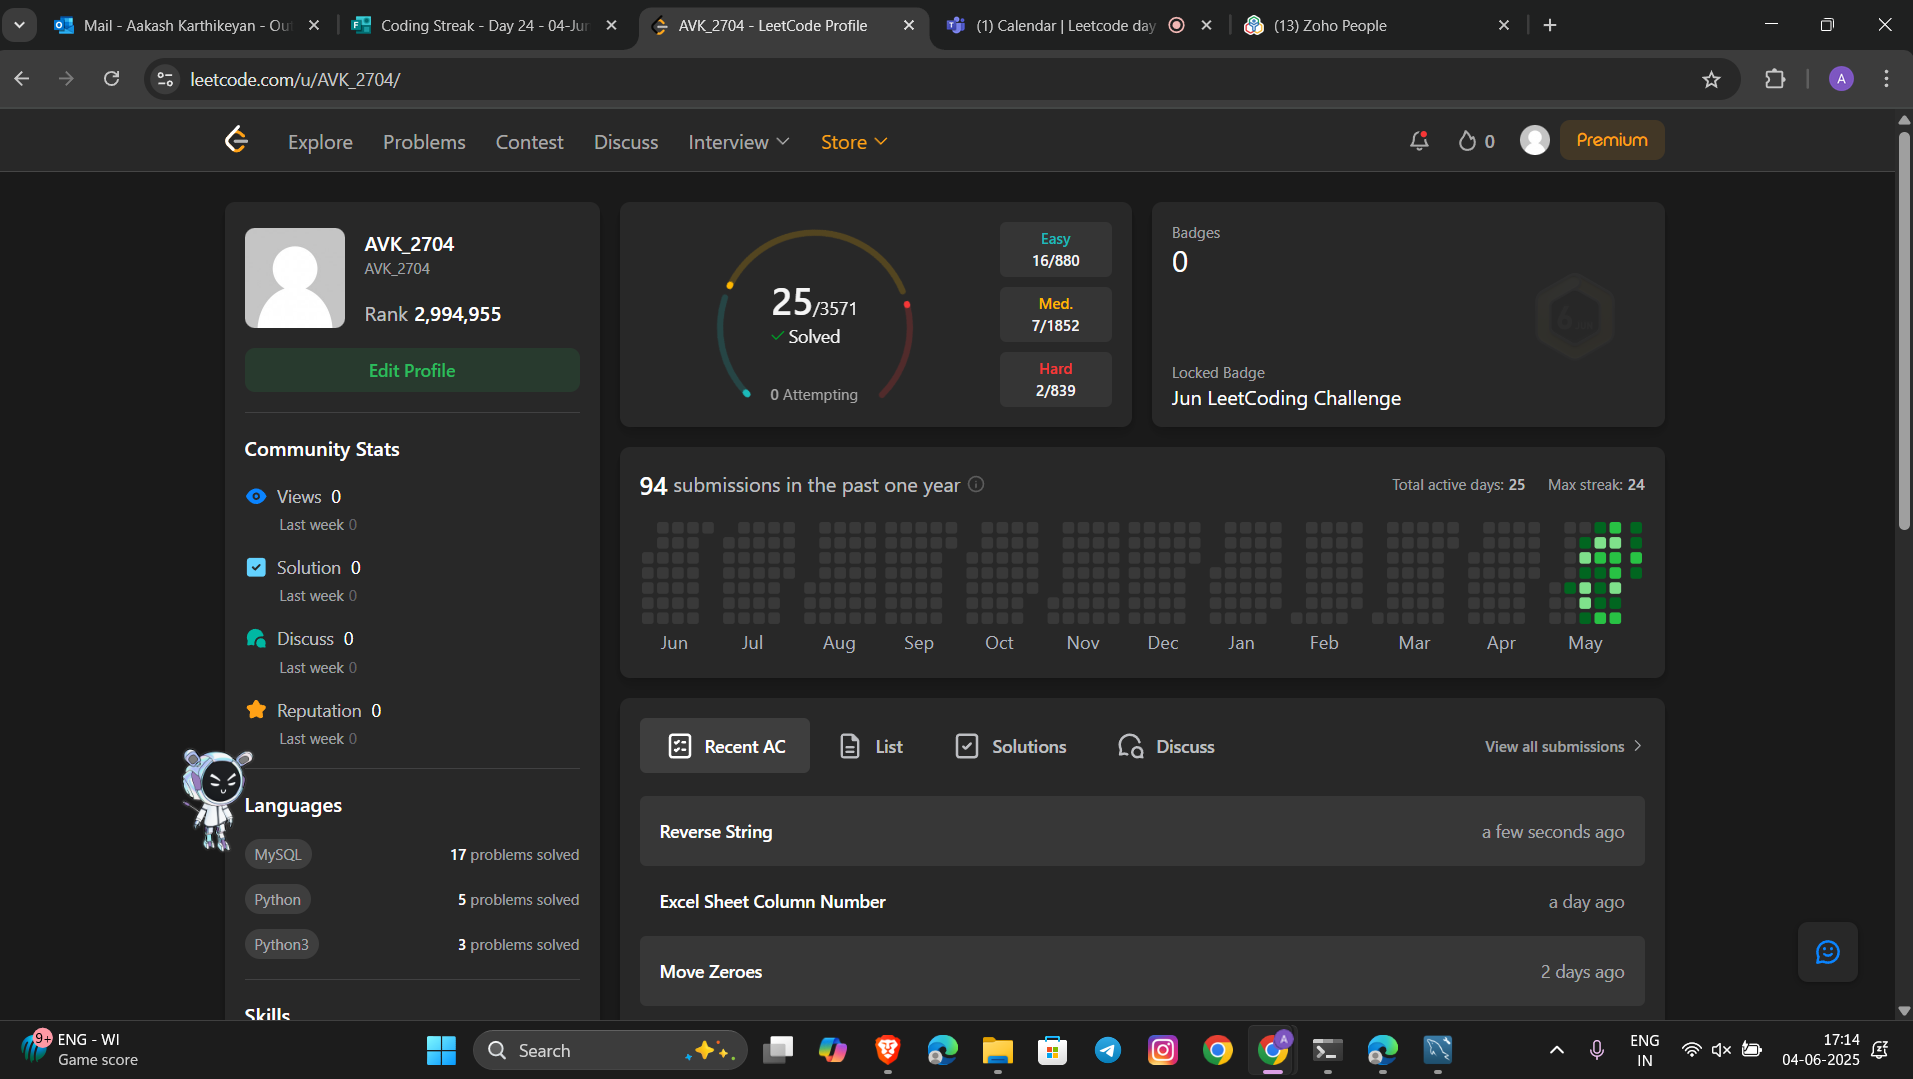 Mail - Aakash Karthikeyan - Out
Coding Streak - Day 24 - 04-Jun
AVK_2704 - LeetCode Profile
(1) Calendar | Leetcode day
(13) Zoho People
leetcode.com/u/AVK_2704/
A
Explore
Problems
Contest
Discuss
Interview
Store
0
Premium
AVK_2704
AVK_2704
Rank 2,994,955
Edit Profile
Community Stats
Views 0
Last week 0
Solution 0
Last week 0
Discuss 0
Last week 0
Reputation 0
Last week 0
Languages
MySQL 17 problems solved
Python 5 problems solved
Python3 3 problems solved
Skills
25/3571
Solved
0 Attempting
Easy
16/880
Med.
7/1852
Hard
2/839
Badges
0
Locked Badge
Jun LeetCoding Challenge
94 submissions in the past one year
Total active days: 25 Max streak: 24
Jun Jul Aug Sep Oct Nov Dec Jan Feb Mar Apr May
Recent AC
List
Solutions
Discuss
View all submissions
Reverse String a few seconds ago
Excel Sheet Column Number a day ago
Move Zeroes 2 days ago
9+
ENG - WI
Game score
Search
A
ENG
IN
17:14
04-06-2025